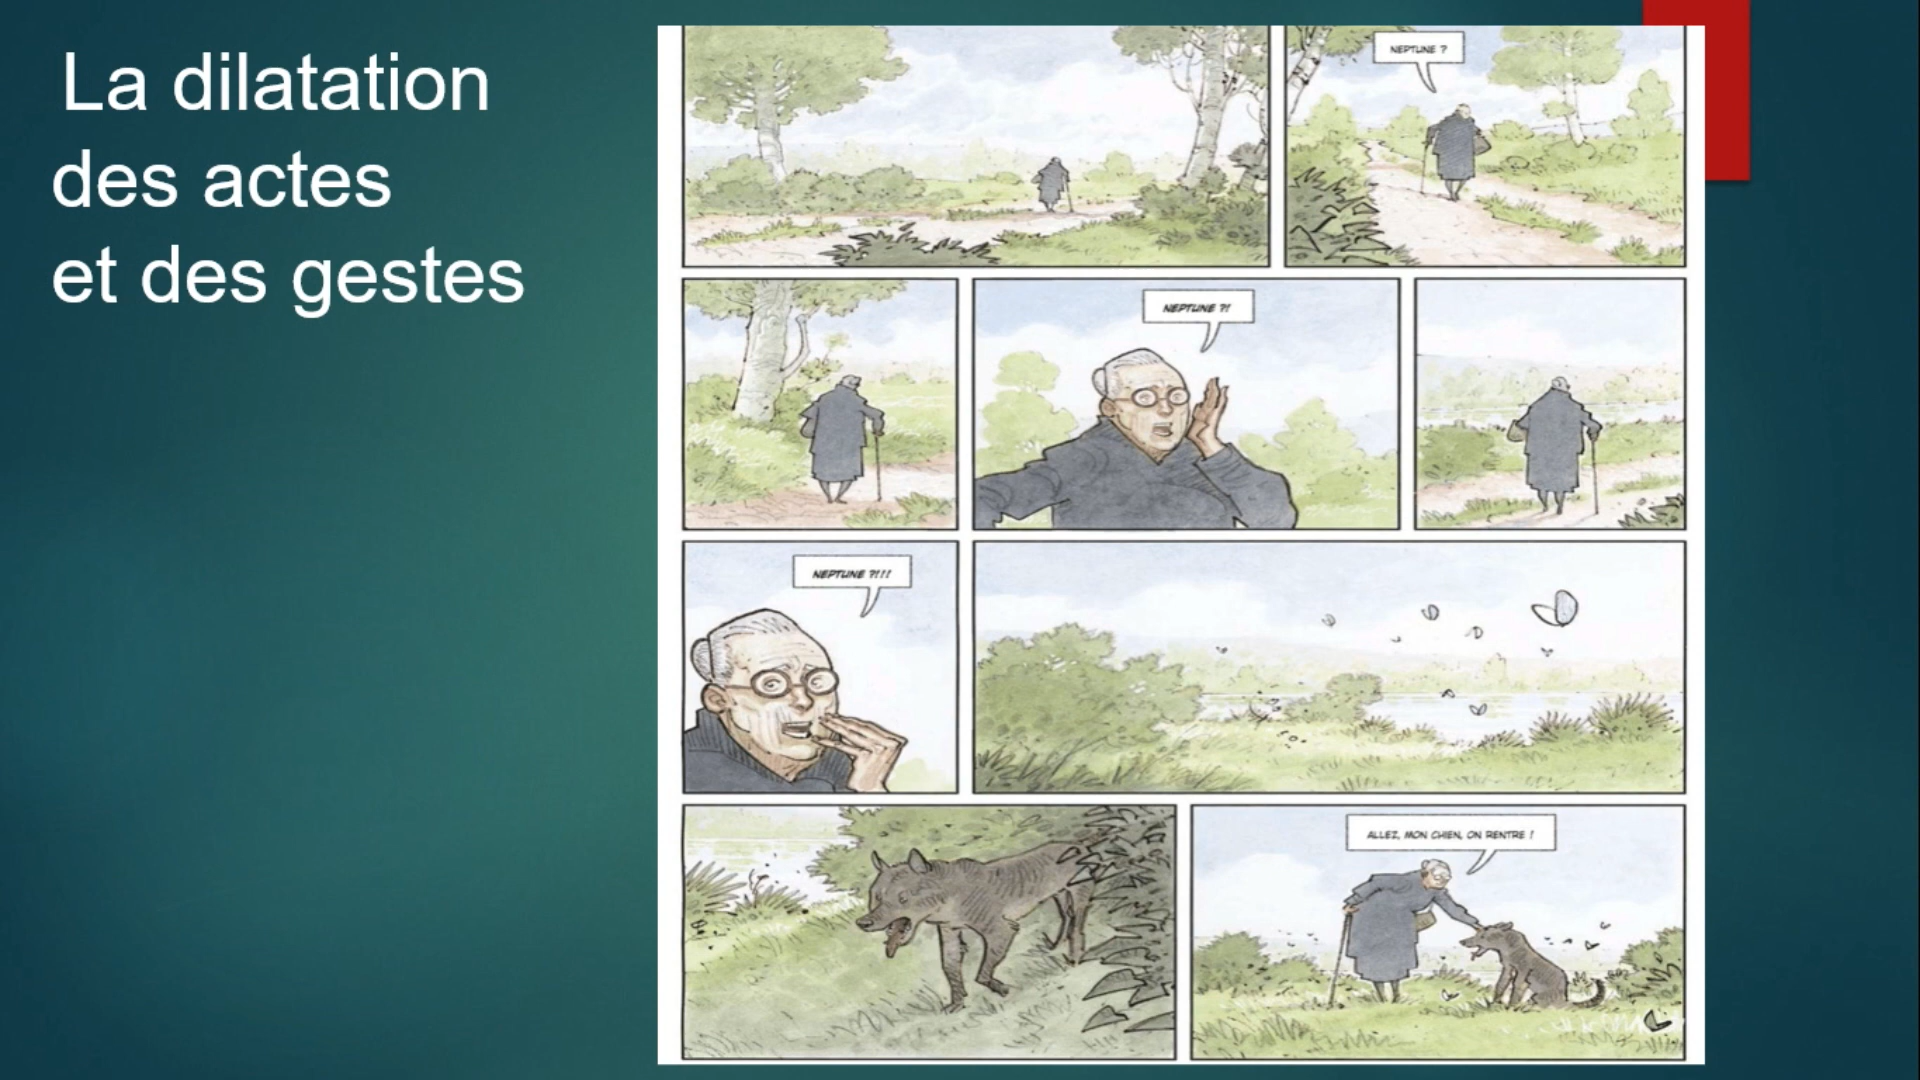 La dilatation
des actes
et des gestes
NEPTUNE ?
NEPTUNE ?!
NEPTUNE ?!!!
ALLEZ, MON CHIEN, ON RENTRE !